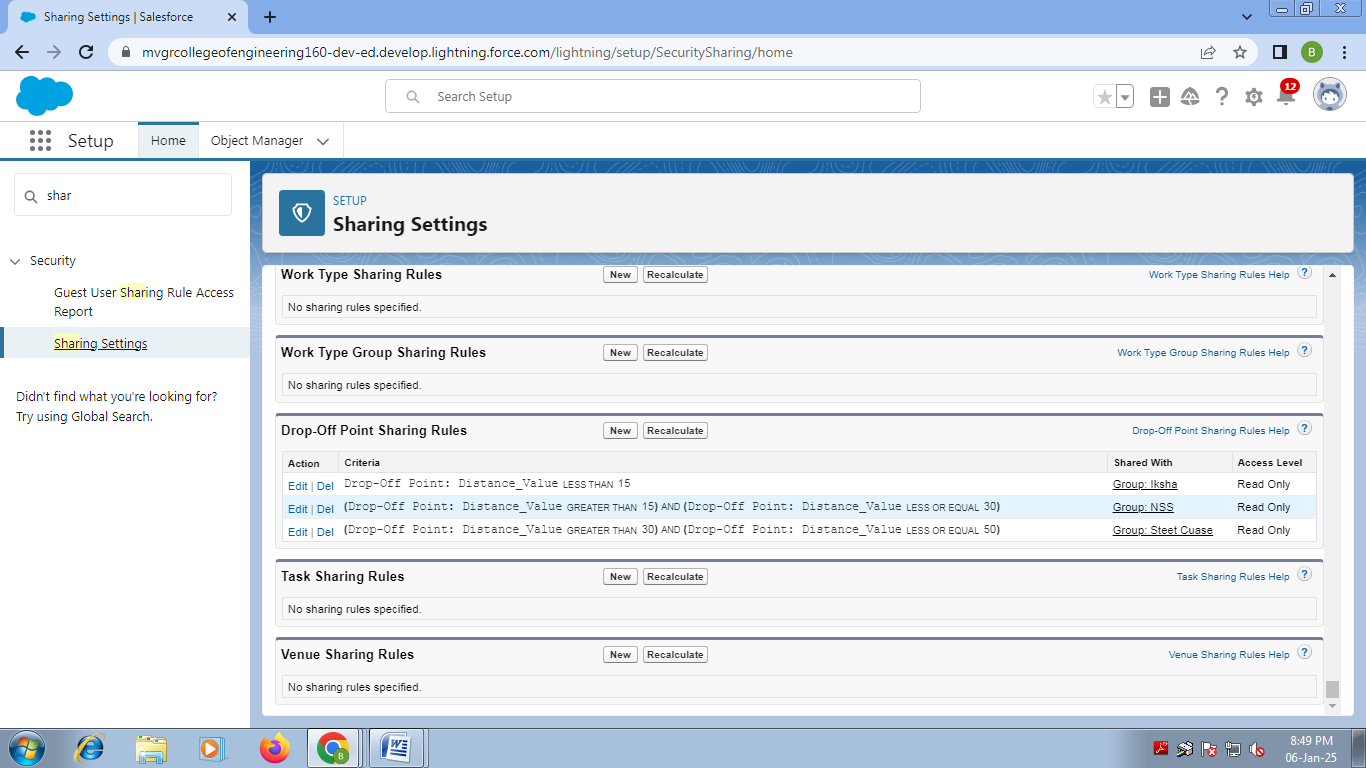 Sharing Settings | Salesforce
mvgrcollegeofengineering160-dev-ed.develop.lightning.force.com/lightning/setup/SecuritySharing/home
B
Search Setup
12
Setup
Home
Object Manager
shar
Security
Guest User Sharing Rule Access
Report
Sharing Settings
Didn't find what you're looking for?
Try using Global Search.
SETUP
Sharing Settings
Work Type Sharing Rules New Recalculate Work Type Sharing Rules Help ?
No sharing rules specified.
Work Type Group Sharing Rules New Recalculate Work Type Group Sharing Rules Help ?
No sharing rules specified.
Drop-Off Point Sharing Rules New Recalculate Drop-Off Point Sharing Rules Help ?
Action Criteria Shared With Access Level
Edit | Del Drop-Off Point: Distance_Value LESS THAN 15 Group: Iksha Read Only
Edit | Del (Drop-Off Point: Distance_Value GREATER THAN 15) AND (Drop-Off Point: Distance_Value LESS OR EQUAL 30) Group: NSS Read Only
Edit | Del (Drop-Off Point: Distance_Value GREATER THAN 30) AND (Drop-Off Point: Distance_Value LESS OR EQUAL 50) Group: Steet Cuase Read Only
Task Sharing Rules New Recalculate Task Sharing Rules Help ?
No sharing rules specified.
Venue Sharing Rules New Recalculate Venue Sharing Rules Help ?
No sharing rules specified.
B
8:49 PM
06-Jan-25